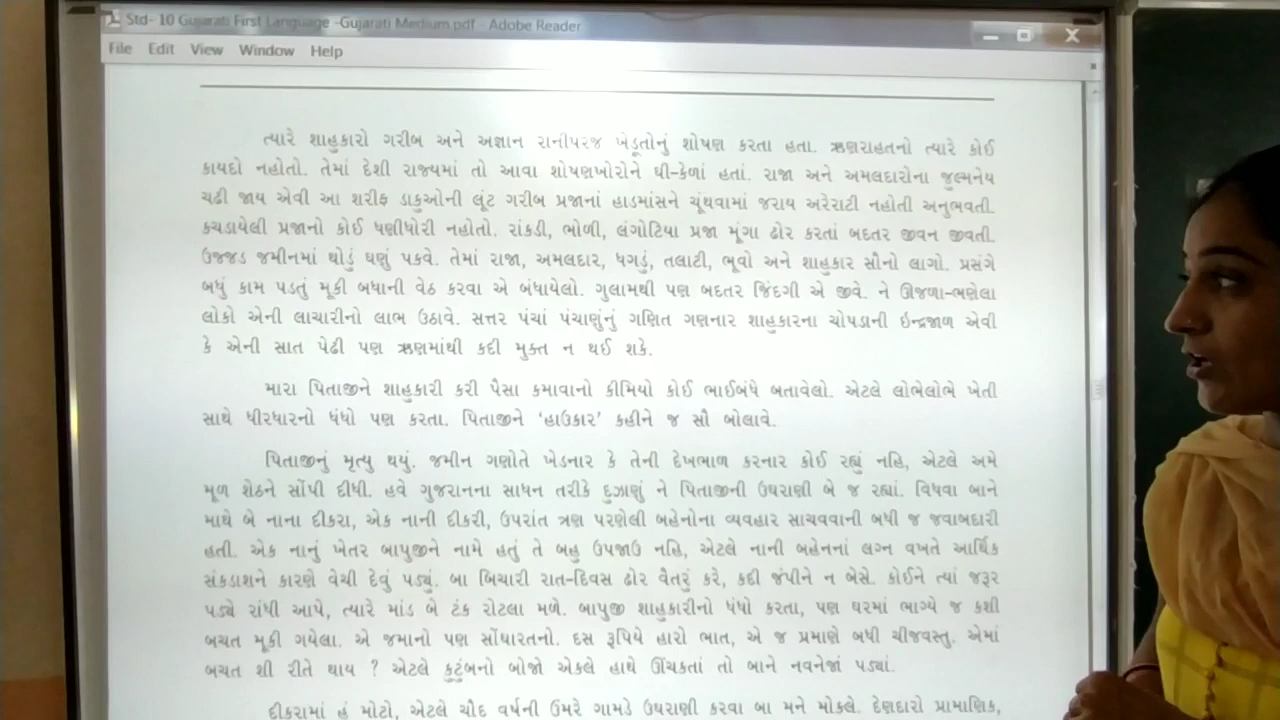 Std- 10 Gujarati First Language -Gujarati Medium.pdf - Adobe Reader
File Edit View Window Help
ત્યારે શાહુકારો ગરીબ અને અજ્ઞાન રાનીપરજ ખેડૂતોનું શોષણ કરતા હતા. ઋણરાહતનો ત્યારે કોઈ
કાયદો નહોતો. તેમાં દેશી રાજ્યમાં તો આવા શોષણખોરોને ઘી-કેળાં હતાં. રાજા અને અમલદારોના જુલ્મનેય
ચઢી જાય એવી આ શરીફ ડાકુઓની લૂંટ ગરીબ પ્રજાનાં હાડમાંસને ચૂંથવામાં જરાય અરેરાટી નહોતી અનુભવતી.
કચડાયેલી પ્રજાનો કોઈ ધણીધોરી નહોતો. રાંકડી, ભોળી, લંગોટિયા પ્રજા મૂંગા ઢોર કરતાં બદતર જીવન જીવતી.
ઉજ્જડ જમીનમાં થોડું ઘણું પકવે. તેમાં રાજા, અમલદાર, ધગડું, તલાટી, ભૂવો અને શાહુકાર સૌનો લાગો. પ્રસંગે
બધું કામ પડતું મૂકી બધાની વેઠ કરવા એ બંધાયેલો. ગુલામથી પણ બદતર જિંદગી એ જીવે. ને ઊજળા-ભણેલા
લોકો એની લાચારીનો લાભ ઉઠાવે. સત્તર પંચાં પંચાણુંનું ગણિત ગણનાર શાહુકારના ચોપડાની ઇન્દ્રજાળ એવી
કે એની સાત પેઢી પણ ઋણમાંથી કદી મુક્ત ન થઈ શકે.
મારા પિતાજીને શાહુકારી કરી પૈસા કમાવાનો કીમિયો કોઈ ભાઈબંધે બતાવેલો. એટલે લોભેલોભે ખેતી
સાથે ધીરધારનો ધંધો પણ કરતા. પિતાજીને ‘હાઉકાર’ કહીને જ સૌ બોલાવે.
પિતાજીનું મૃત્યુ થયું. જમીન ગણોતે ખેડનાર કે તેની દેખભાળ કરનાર કોઈ રહ્યું નહિ, એટલે અમે
મૂળ શેઠને સોંપી દીધી. હવે ગુજરાનના સાધન તરીકે દુઝાણું ને પિતાજીની ઉઘરાણી બે જ રહ્યાં. વિધવા બાને
માથે બે નાના દીકરા, એક નાની દીકરી, ઉપરાંત ત્રણ પરણેલી બહેનોના વ્યવહાર સાચવવાની બધી જ જવાબદારી
હતી. એક નાનું ખેતર બાપુજીને નામે હતું તે બહુ ઉપજાઉ નહિ, એટલે નાની બહેનનાં લગ્ન વખતે આર્થિક
સંકડાશને કારણે વેચી દેવું પડ્યું. બા બિચારી રાત-દિવસ ઢોર વૈતરું કરે, કદી જંપીને ન બેસે. કોઈને ત્યાં જરૂર
પડ્યે રાંધી આપે, ત્યારે માંડ બે ટંક રોટલા મળે. બાપુજી શાહુકારીનો ધંધો કરતા, પણ ઘરમાં ભાગ્યે જ કશી
બચત મૂકી ગયેલા. એ જમાનો પણ સોંઘારતનો. દસ રૂપિયે હારો ભાત, એ જ પ્રમાણે બધી ચીજવસ્તુ. એમાં
બચત શી રીતે થાય ? એટલે કુટુંબનો બોજો એકલે હાથે ઊંચકતાં તો બાને નવનેજાં પડ્યાં.
દીકરામાં હું મોટો, એટલે ચૌદ વર્ષની ઉંમરે ગામડે ઉઘરાણી કરવા બા મને મોકલે. દેણદારો પ્રામાણિક,